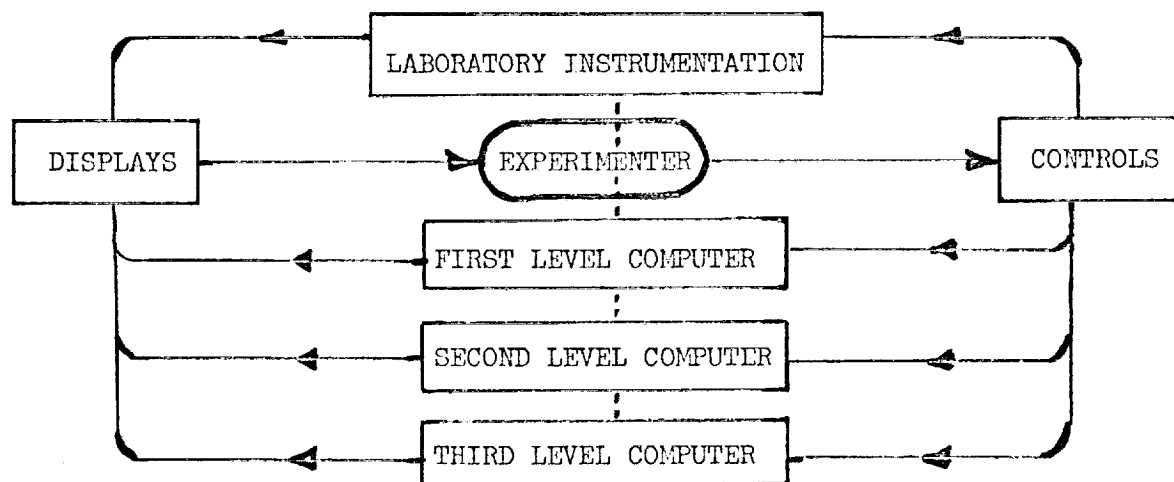 LABORATORY INSTRUMENTATION
DISPLAYS
EXPERIMENTER
CONTROLS
FIRST LEVEL COMPUTER
SECOND LEVEL COMPUTER
THIRD LEVEL COMPUTER